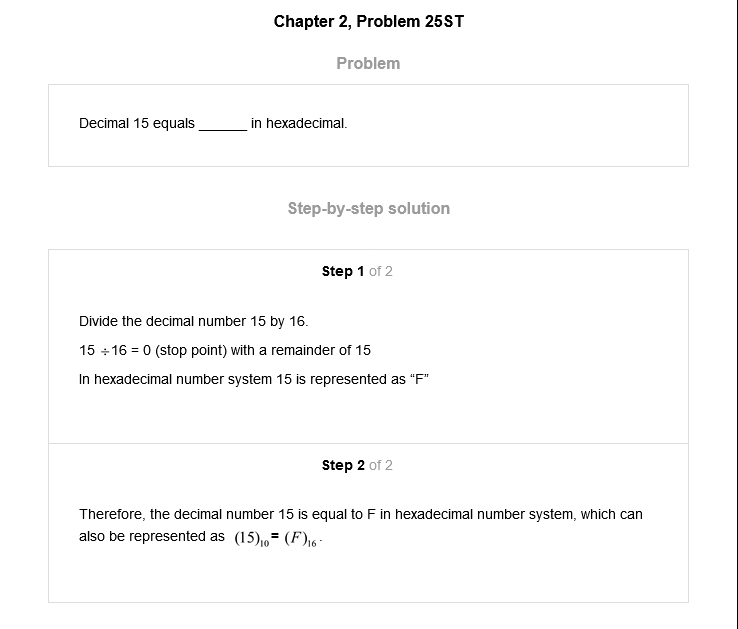 Chapter 2, Problem 25ST
Problem
Decimal 15 equals ______ in hexadecimal.
Step-by-step solution
Step 1 of 2
Divide the decimal number 15 by 16.
15 ÷16 = 0 (stop point) with a remainder of 15
In hexadecimal number system 15 is represented as “F”
Step 2 of 2
Therefore, the decimal number 15 is equal to F in hexadecimal number system, which can
also be represented as (15)₁₀= (F)₁₆.